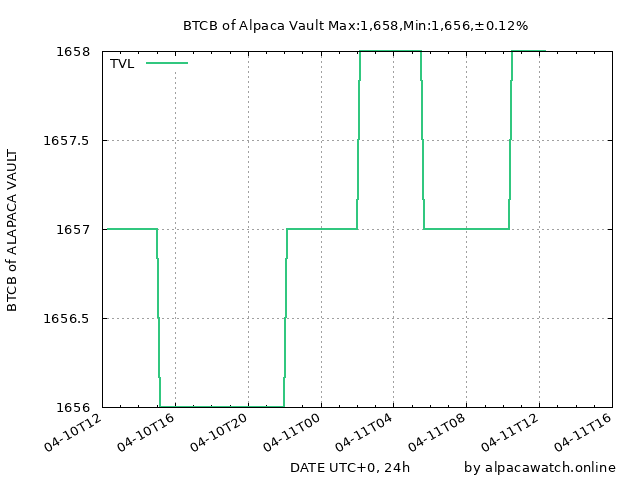 BTCB of Alpaca Vault Max:1,658,Min:1,656,±0.12%
TVL
1658
1657.5
1657
1656.5
1656
BTCB of ALAPACA VAULT
04-10T12
04-10T16
04-10T20
04-11T00
04-11T04
04-11T08
04-11T12
04-11T16
DATE UTC+0, 24h
by alpacawatch.online